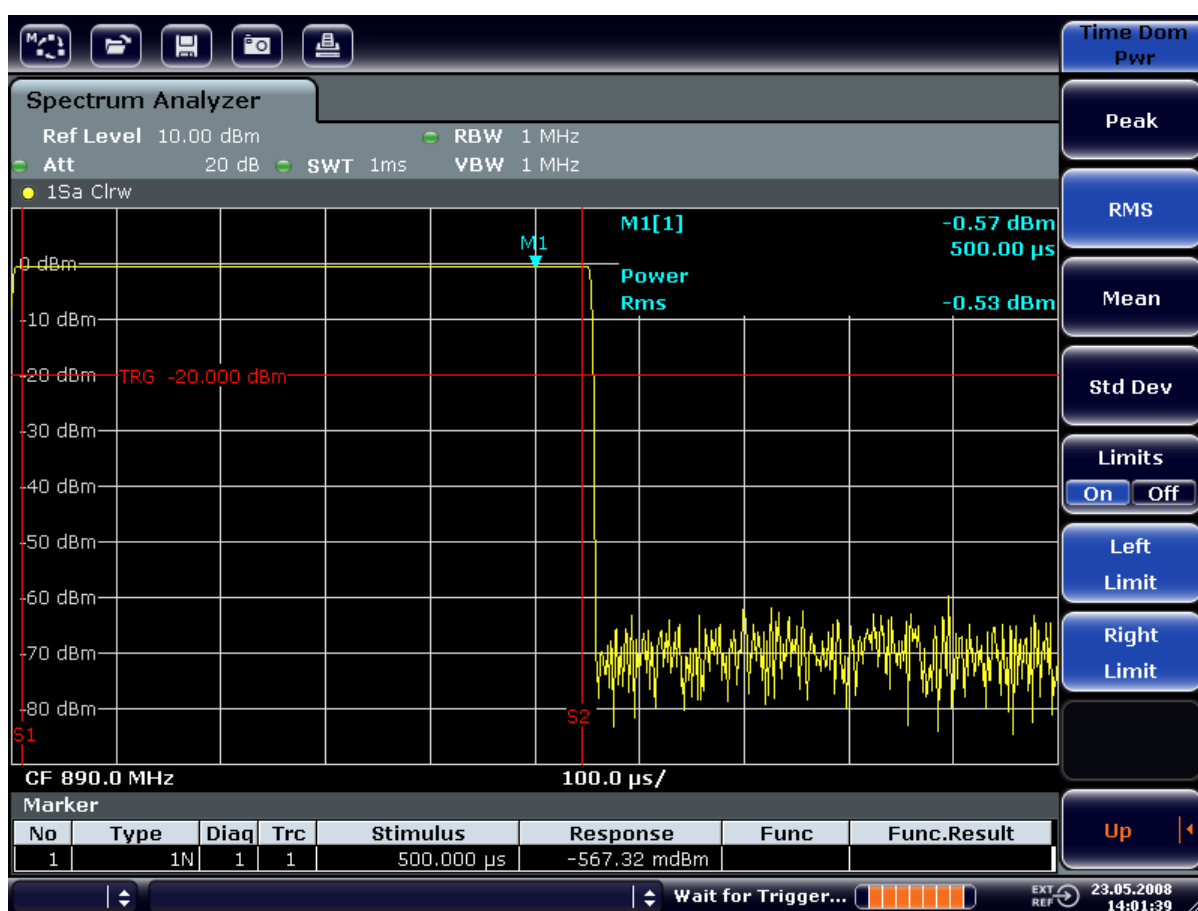 M
Time Dom
Pwr
Spectrum Analyzer
Ref Level 10.00 dBm RBW 1 MHz
Att 20 dB SWT 1ms VBW 1 MHz
1Sa Clrw
M1[1] -0.57 dBm
500.00 µs
M1
Power
Rms -0.53 dBm
0 dBm
-10 dBm
-20 dBm
TRG -20.000 dBm
-30 dBm
-40 dBm
-50 dBm
-60 dBm
-70 dBm
-80 dBm
S1
S2
CF 890.0 MHz 100.0 µs/
Marker
No Type Diag Trc Stimulus Response Func Func.Result
1 1N 1 1 500.000 µs -567.32 mdBm
Wait for Trigger...
EXT
REF
23.05.2008
14:01:39
Peak
RMS
Mean
Std Dev
Limits
On Off
Left
Limit
Right
Limit
Up